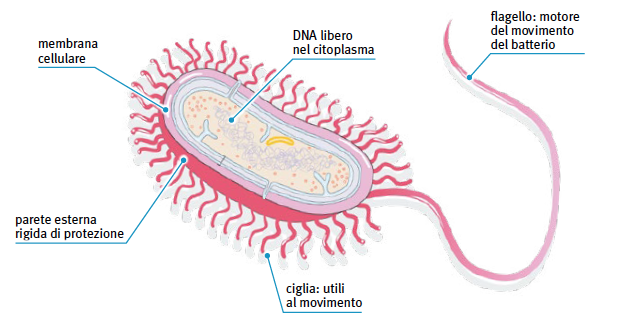 membrana
cellulare
DNA libero
nel citoplasma
flagello: motore
del movimento
del batterio
parete esterna
rigida di protezione
ciglia: utili
al movimento